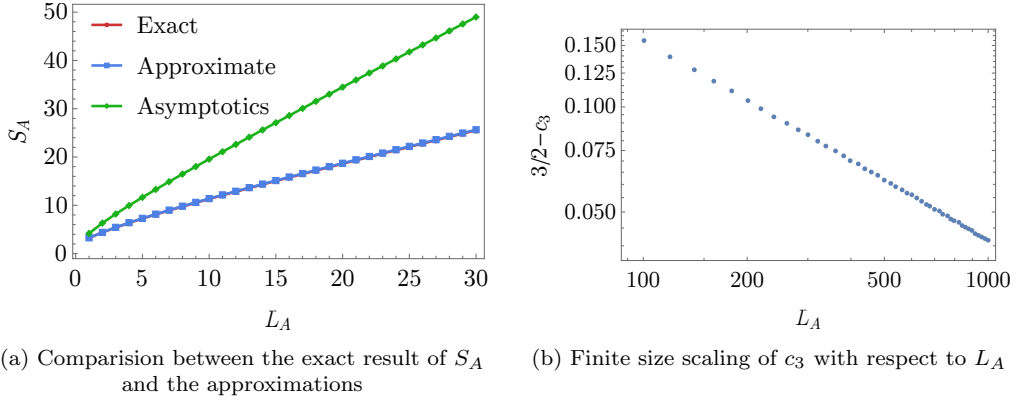 50
40
30
20
10
0
S_A
Exact
Approximate
Asymptotics
0 5 10 15 20 25 30
L_A
(a) Comparision between the exact result of S_A
and the approximations
0.150
0.125
0.100
0.075
0.050
3/2−c_3
100 200 500 1000
L_A
(b) Finite size scaling of c_3 with respect to L_A